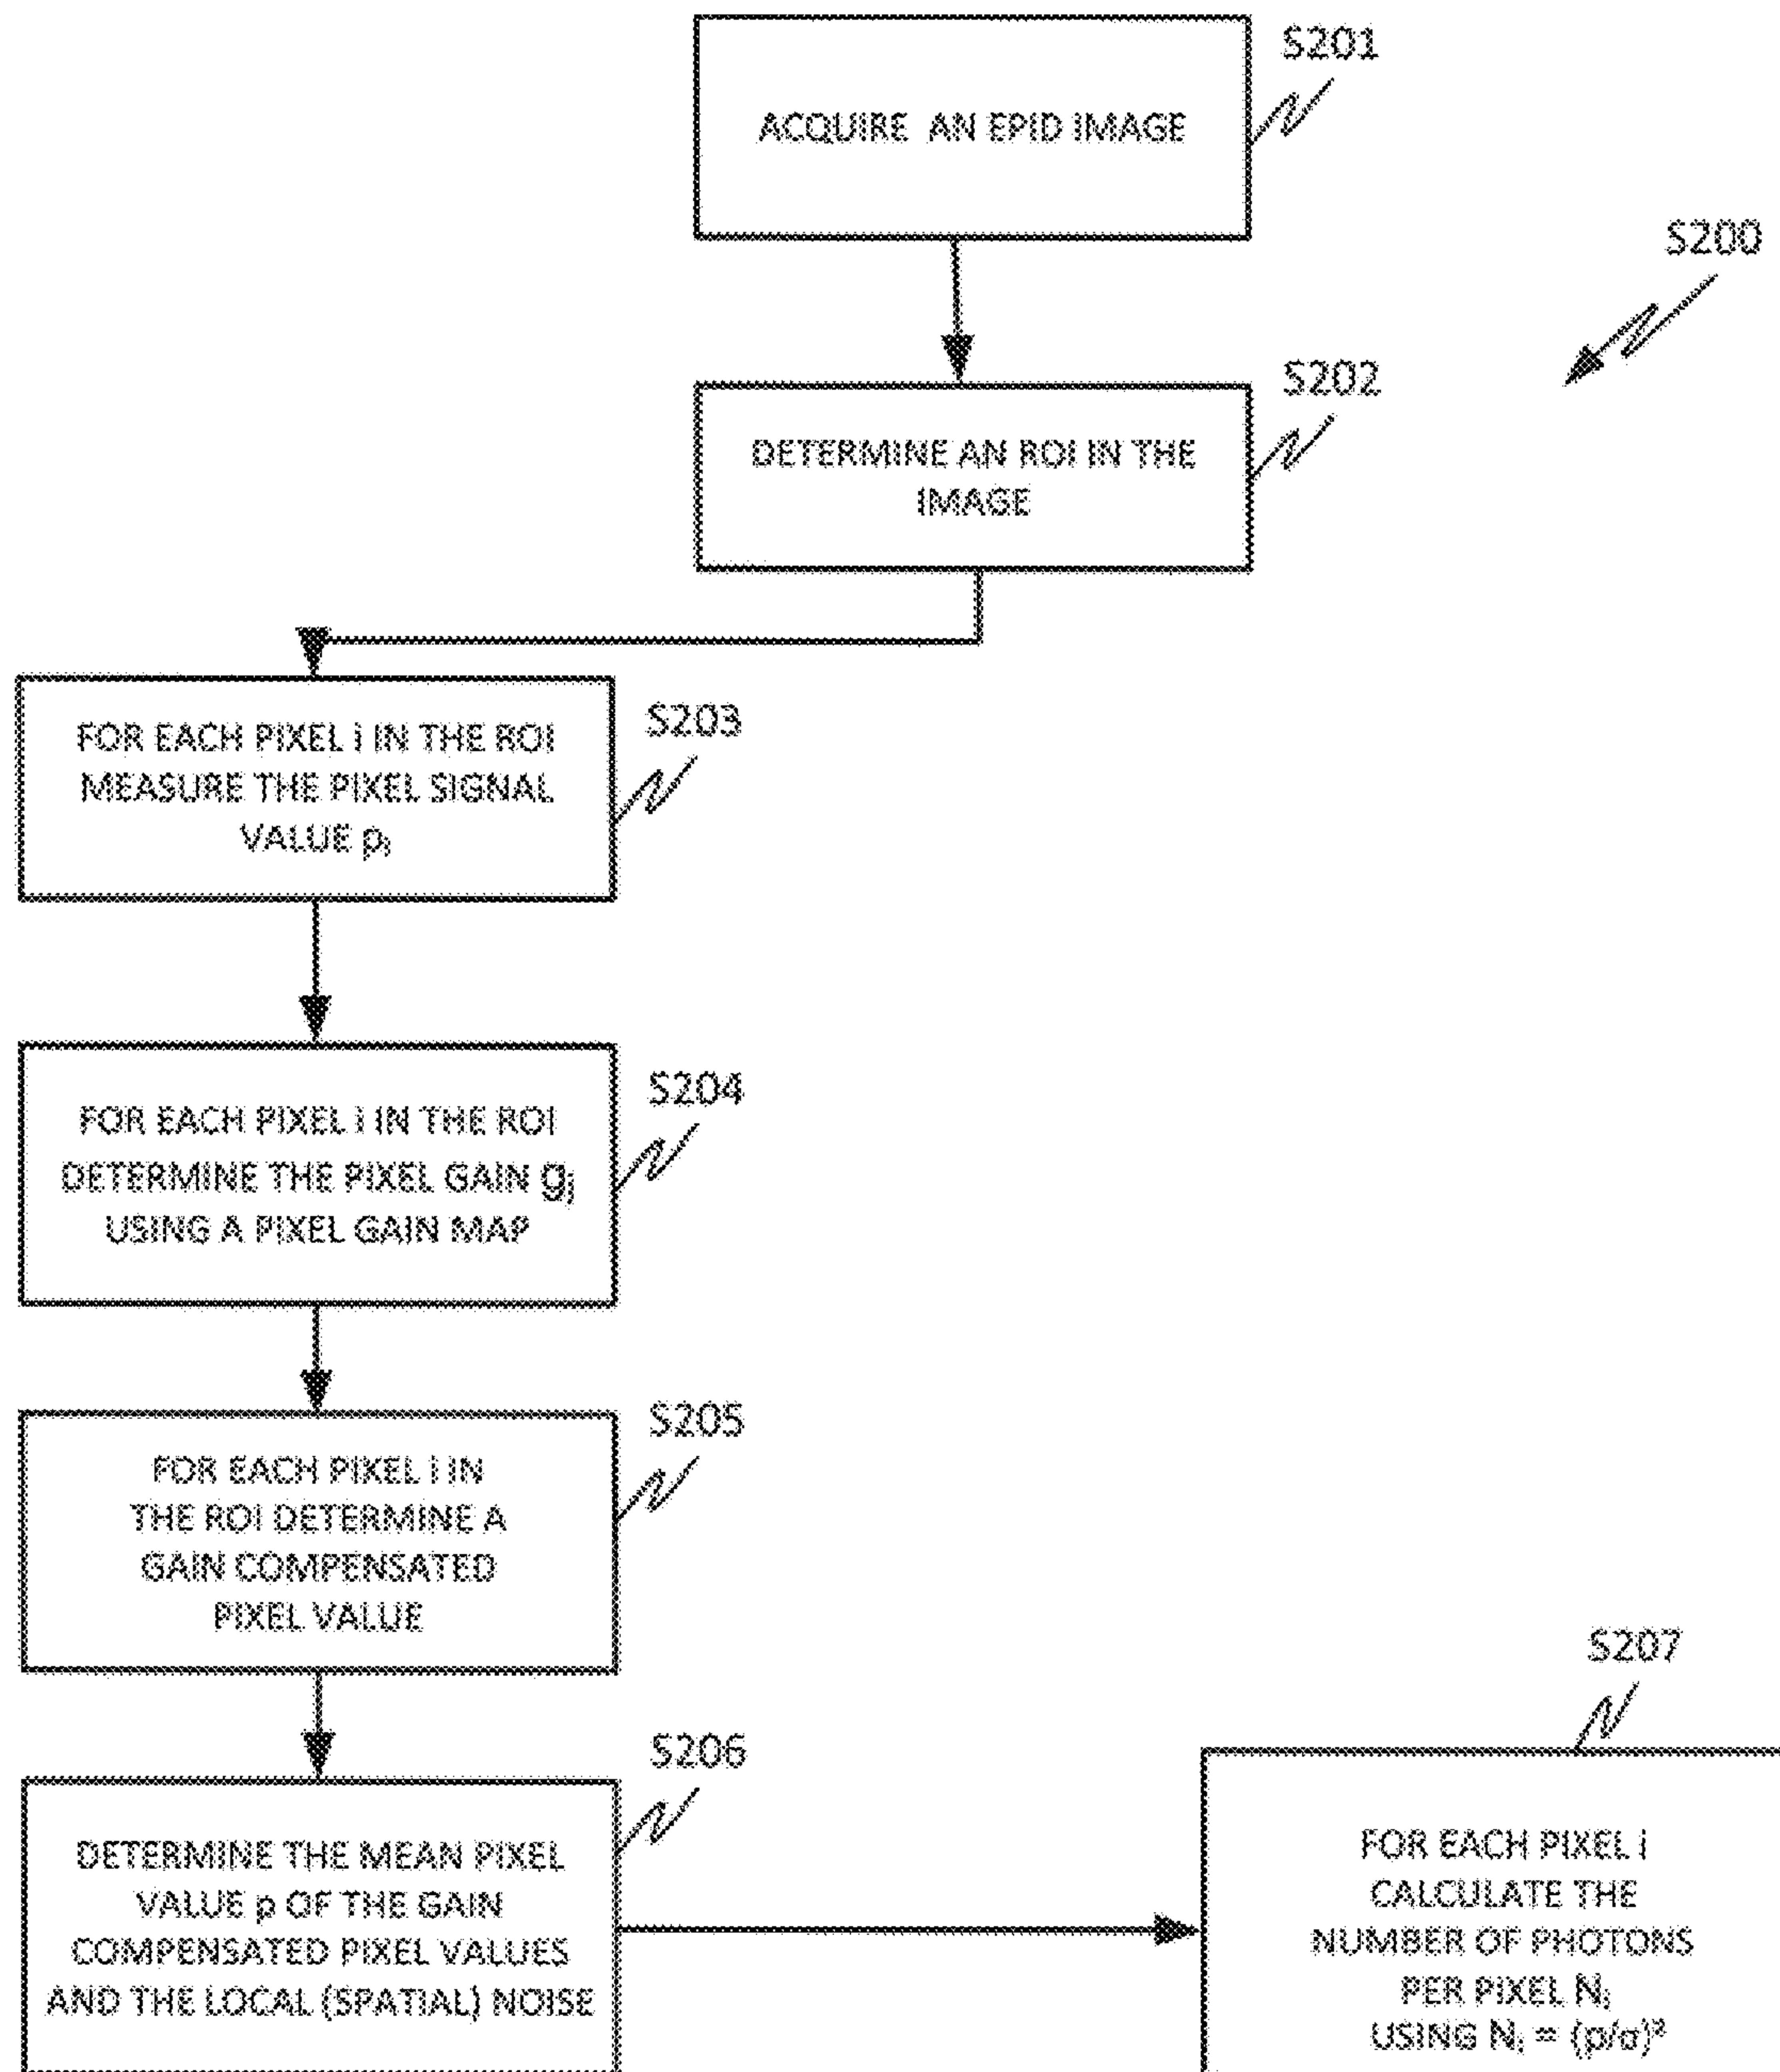 S201
ACQUIRE AN EPID IMAGE
S200
S202
DETERMINE AN ROI IN THE
IMAGE
S203
FOR EACH PIXEL i IN THE ROI
MEASURE THE PIXEL SIGNAL
VALUE pᵢ
S204
FOR EACH PIXEL i IN THE ROI
DETERMINE THE PIXEL GAIN gⱼ
USING A PIXEL GAIN MAP
S205
FOR EACH PIXEL i IN
THE ROI DETERMINE A
GAIN COMPENSATED
PIXEL VALUE
S206
DETERMINE THE MEAN PIXEL
VALUE p OF THE GAIN
COMPENSATED PIXEL VALUES
AND THE LOCAL (SPATIAL) NOISE
S207
FOR EACH PIXEL i
CALCULATE THE
NUMBER OF PHOTONS
PER PIXEL Nᵢ
USING Nᵢ = (p/σ)²